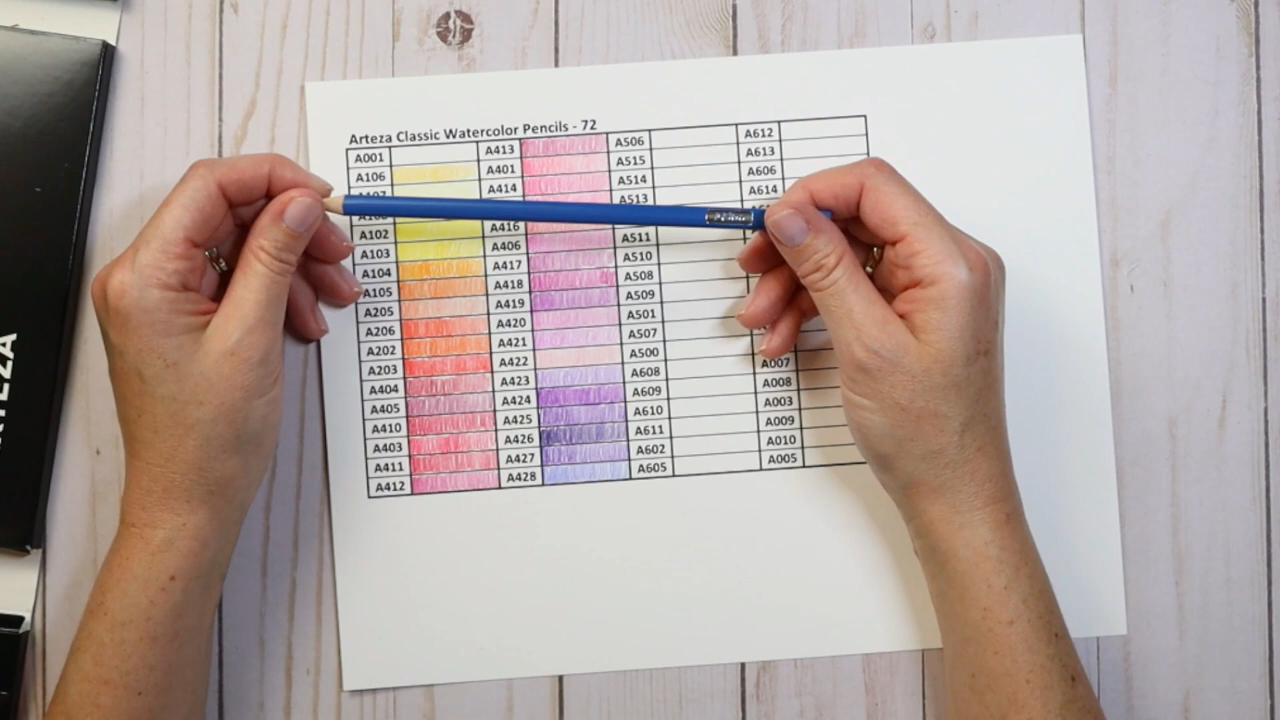 Arteza Classic Watercolor Pencils - 72
A001 A413 A506 A612
A106 A401 A515 A613
A414 A514 A606
A513 A614
A102 A416
A103 A406 A511
A104 A417 A510
A105 A418 A508
A205 A419 A509
A206 A420 A501
A202 A421 A507
A203 A422 A500 A007
A404 A423 A608 A008
A405 A424 A609 A003
A410 A425 A610 A009
A403 A426 A611 A010
A411 A427 A602 A005
A412 A428 A605